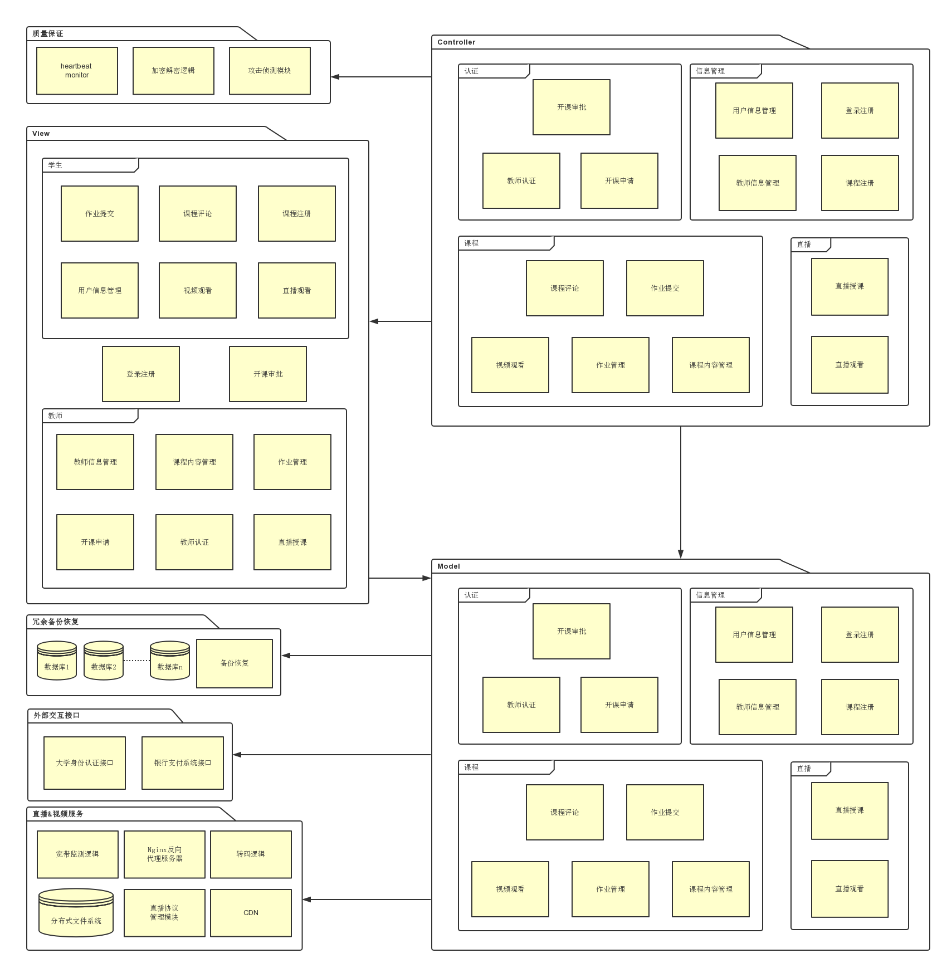 质量保证
heartbeat
monitor
加密解密逻辑
攻击侦测模块
View
学生
作业提交
课程评论
课程注册
用户信息管理
视频观看
直播观看
登录注册
开课审批
教师
教师信息管理
课程内容管理
作业管理
开课申请
教师认证
直播授课
冗余备份恢复
数据库1
数据库2
数据库n
备份恢复
外部交互接口
大学身份认证接口
银行支付系统接口
直播&视频服务
宽带监测逻辑
Nginx反向
代理服务器
转码逻辑
分布式文件系统
直播协议
管理模块
CDN
Controller
认证
开课审批
教师认证
开课申请
信息管理
用户信息管理
登录注册
教师信息管理
课程注册
课程
课程评论
作业提交
视频观看
作业管理
课程内容管理
直播
直播授课
直播观看
Model
认证
开课审批
教师认证
开课申请
信息管理
用户信息管理
登录注册
教师信息管理
课程注册
课程
课程评论
作业提交
视频观看
作业管理
课程内容管理
直播
直播授课
直播观看